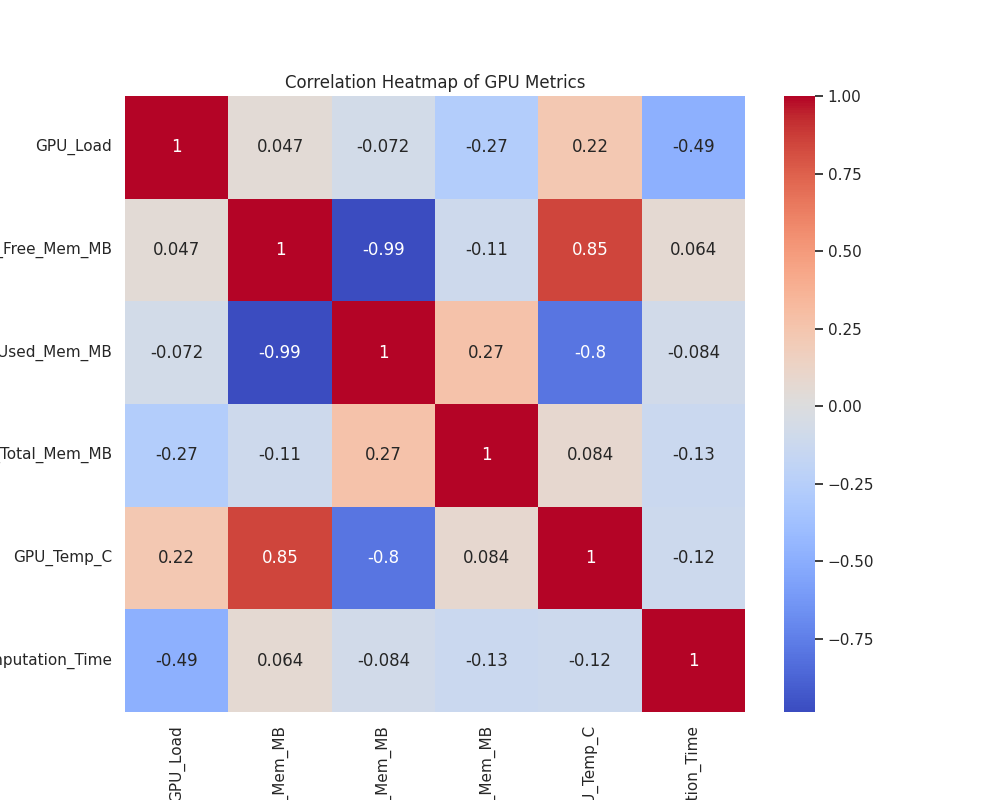 Correlation Heatmap of GPU Metrics
GPU_Load 1 0.047 -0.072 -0.27 0.22 -0.49
_Free_Mem_MB 0.047 1 -0.99 -0.11 0.85 0.064
Used_Mem_MB -0.072 -0.99 1 0.27 -0.8 -0.084
Total_Mem_MB -0.27 -0.11 0.27 1 0.084 -0.13
GPU_Temp_C 0.22 0.85 -0.8 0.084 1 -0.12
nputation_Time -0.49 0.064 -0.084 -0.13 -0.12 1
GPU_Load
_Mem_MB
_Mem_MB
_Mem_MB
U_Temp_C
tion_Time
1.00
0.75
0.50
0.25
0.00
−0.25
−0.50
−0.75